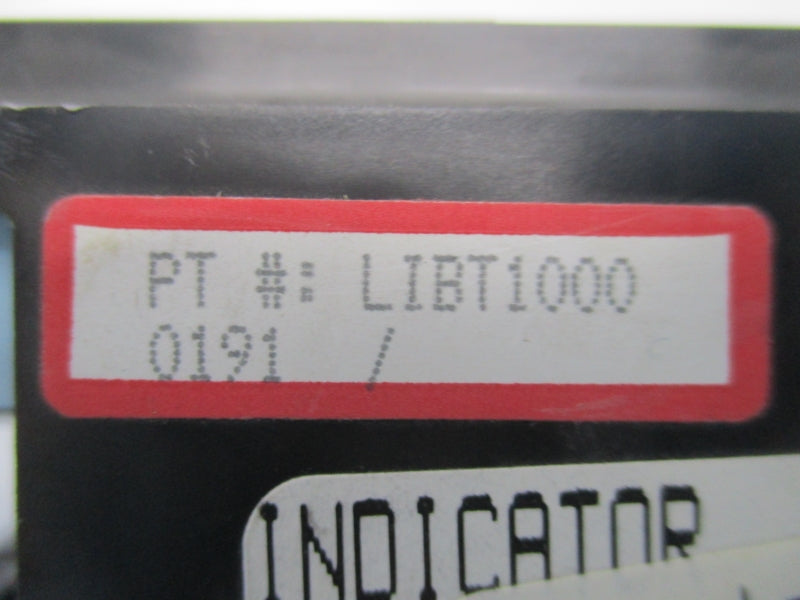 PT #: LIBT1000
0191 /
INDICATOR